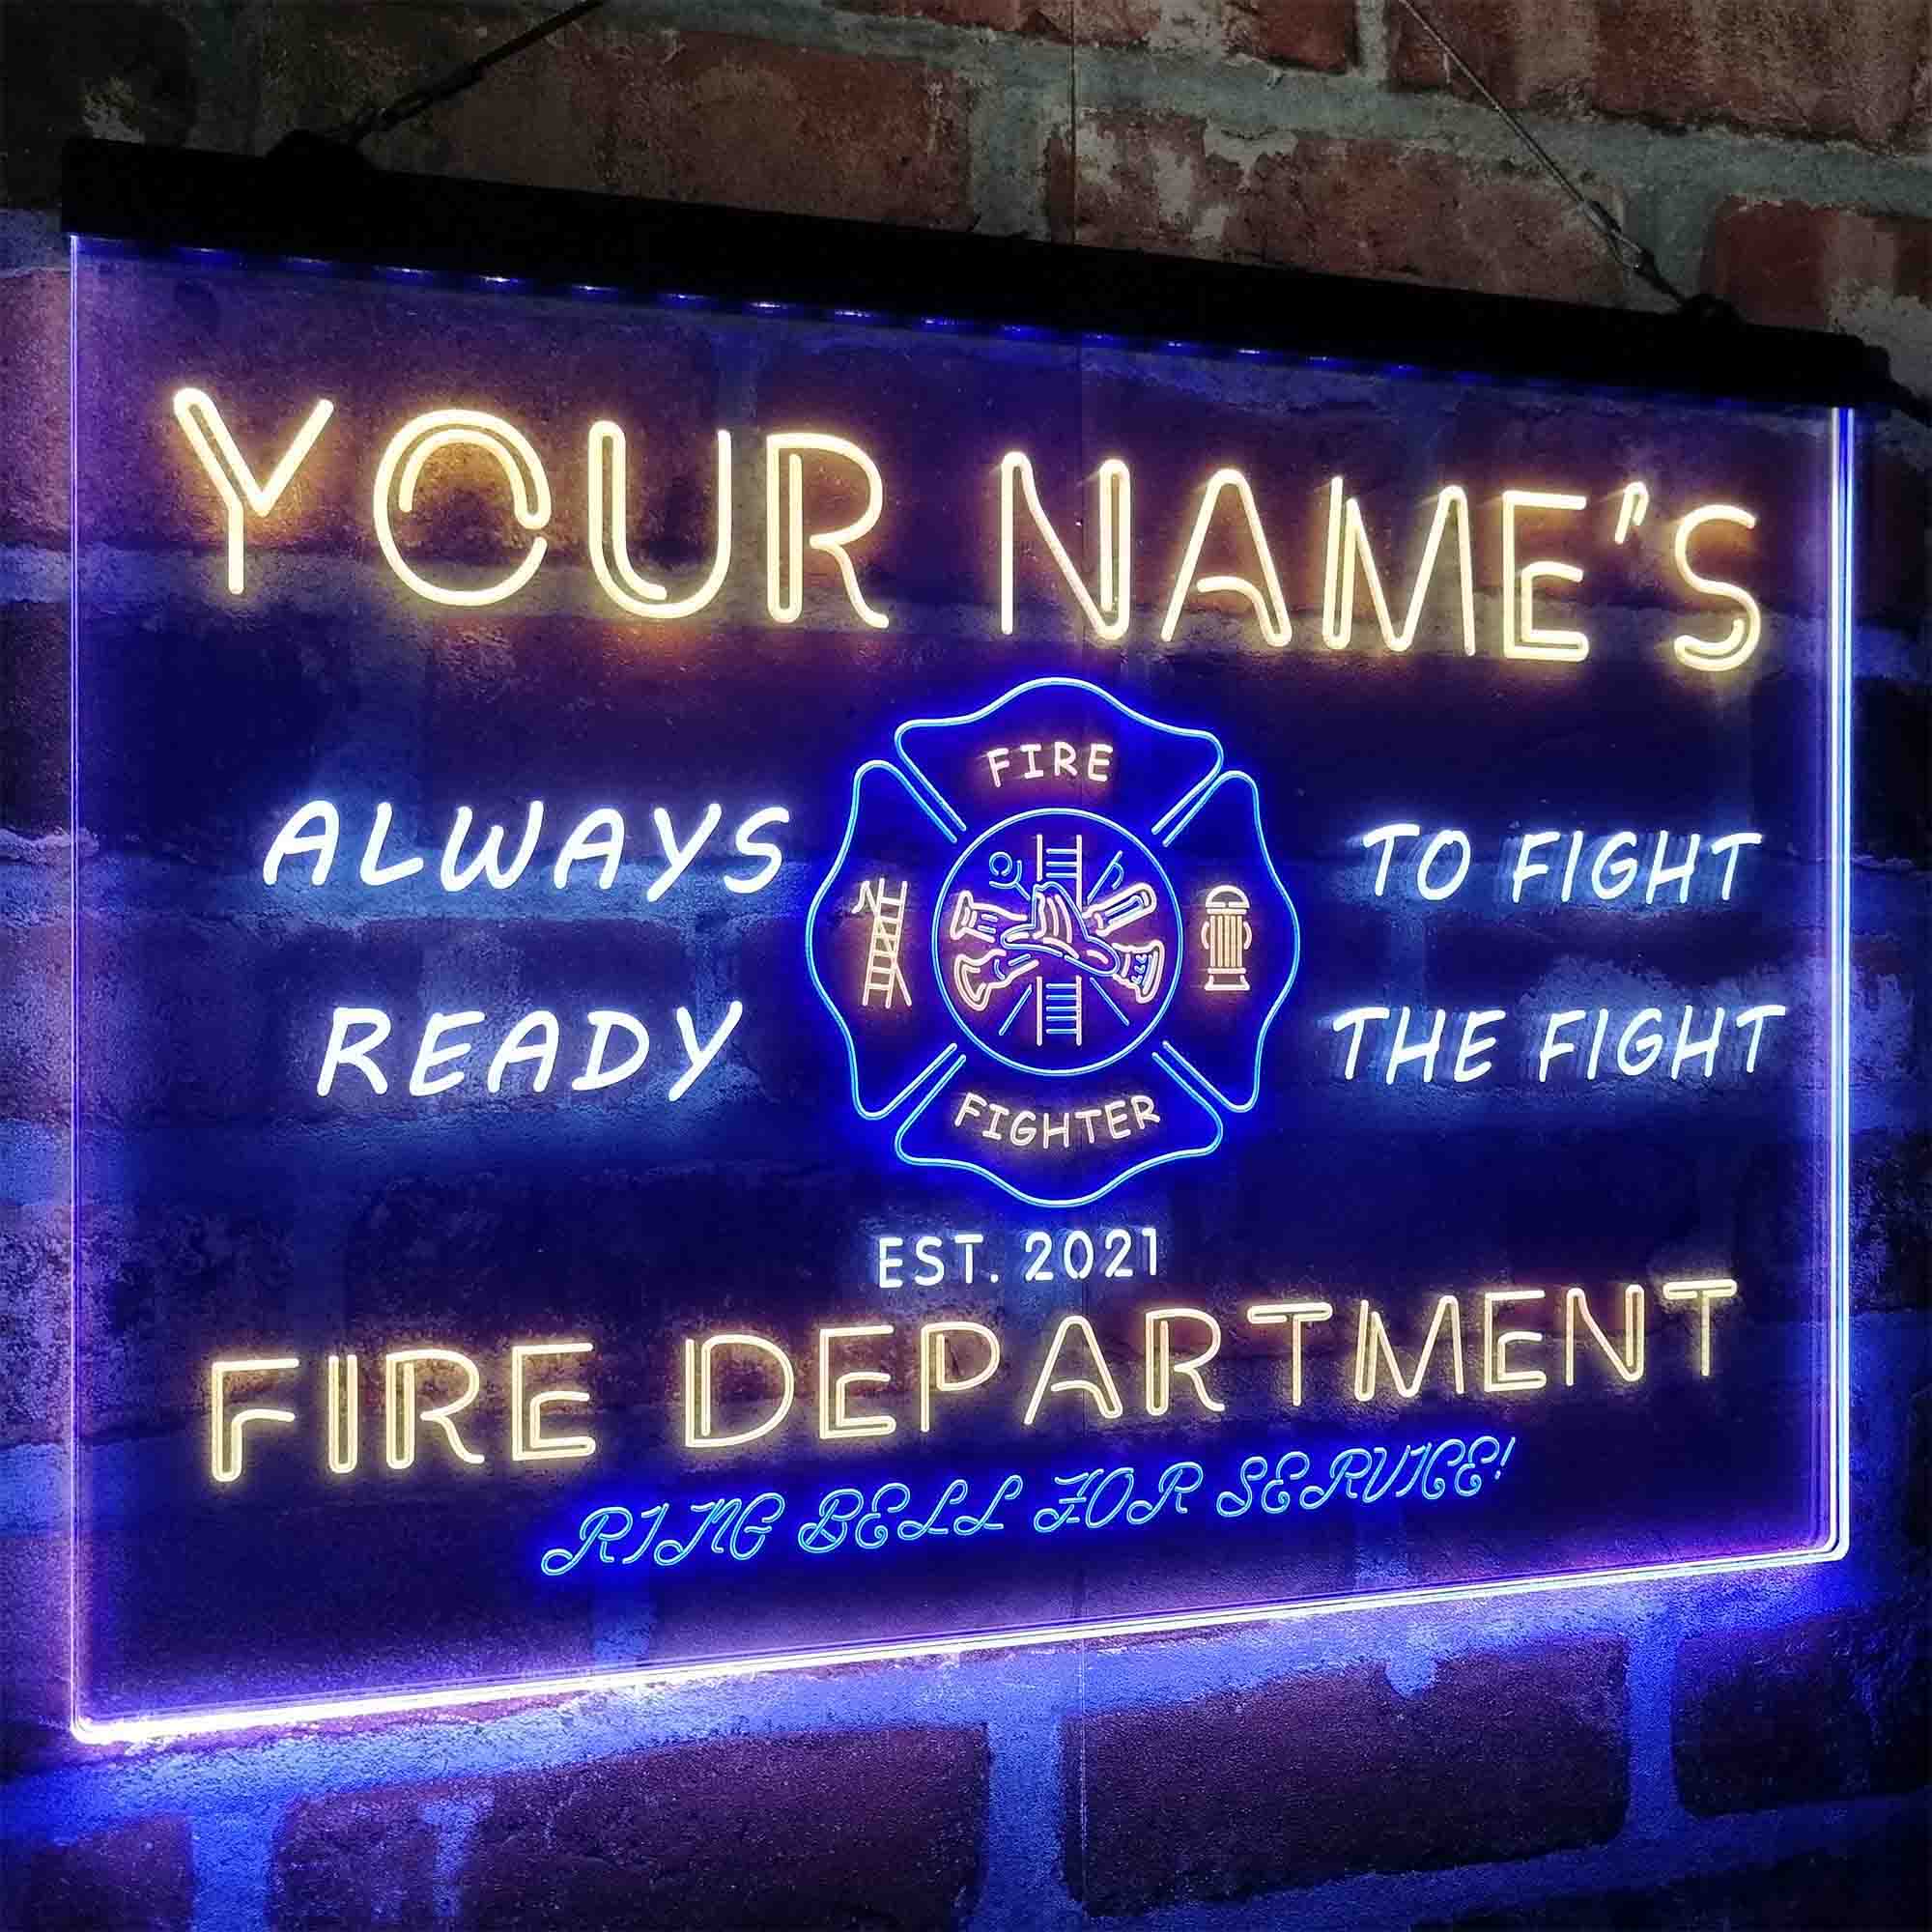 YOUR NAME'S
FIRE
ALWAYS TO FIGHT
READY THE FIGHT
FIGHTER
EST. 2021
FIRE DEPARTMENT
RING BELL FOR SERVICE!